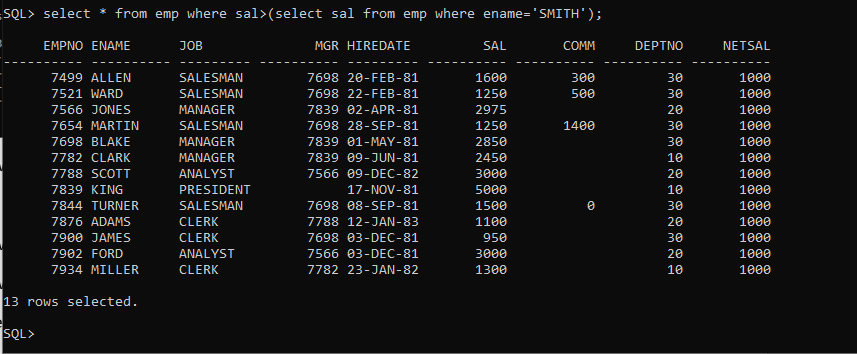 SQL> select * from emp where sal>(select sal from emp where ename='SMITH');
EMPNO ENAME JOB MGR HIREDATE SAL COMM DEPTNO NETSAL
---------- ---------- --------- ---------- --------- ---------- ---------- ---------- ----------
7499 ALLEN SALESMAN 7698 20-FEB-81 1600 300 30 1000
7521 WARD SALESMAN 7698 22-FEB-81 1250 500 30 1000
7566 JONES MANAGER 7839 02-APR-81 2975 20 1000
7654 MARTIN SALESMAN 7698 28-SEP-81 1250 1400 30 1000
7698 BLAKE MANAGER 7839 01-MAY-81 2850 30 1000
7782 CLARK MANAGER 7839 09-JUN-81 2450 10 1000
7788 SCOTT ANALYST 7566 09-DEC-82 3000 20 1000
7839 KING PRESIDENT 17-NOV-81 5000 10 1000
7844 TURNER SALESMAN 7698 08-SEP-81 1500 0 30 1000
7876 ADAMS CLERK 7788 12-JAN-83 1100 20 1000
7900 JAMES CLERK 7698 03-DEC-81 950 30 1000
7902 FORD ANALYST 7566 03-DEC-81 3000 20 1000
7934 MILLER CLERK 7782 23-JAN-82 1300 10 1000
13 rows selected.
SQL>